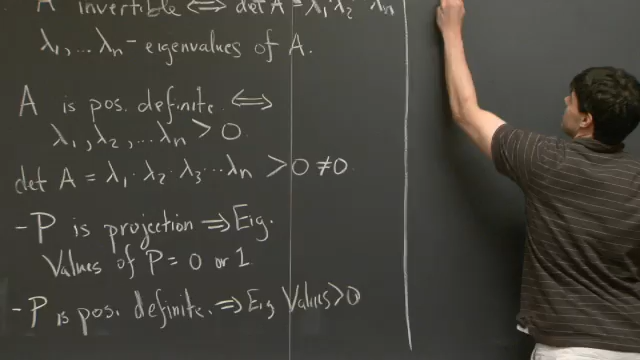 A invertible ⟺ det A = λ₁·λ₂ λₙ
λ₁, ... λₙ - eigenvalues of A.
A is pos. definite ⟺
λ₁, λ₂, ... λₙ > 0
det A = λ₁ · λ₂ · λ₃ ... λₙ > 0 ≠ 0
- P is projection ⟹ Eig.
Values of P = 0 or 1
- P is pos. definite. ⟹ Eig Values > 0